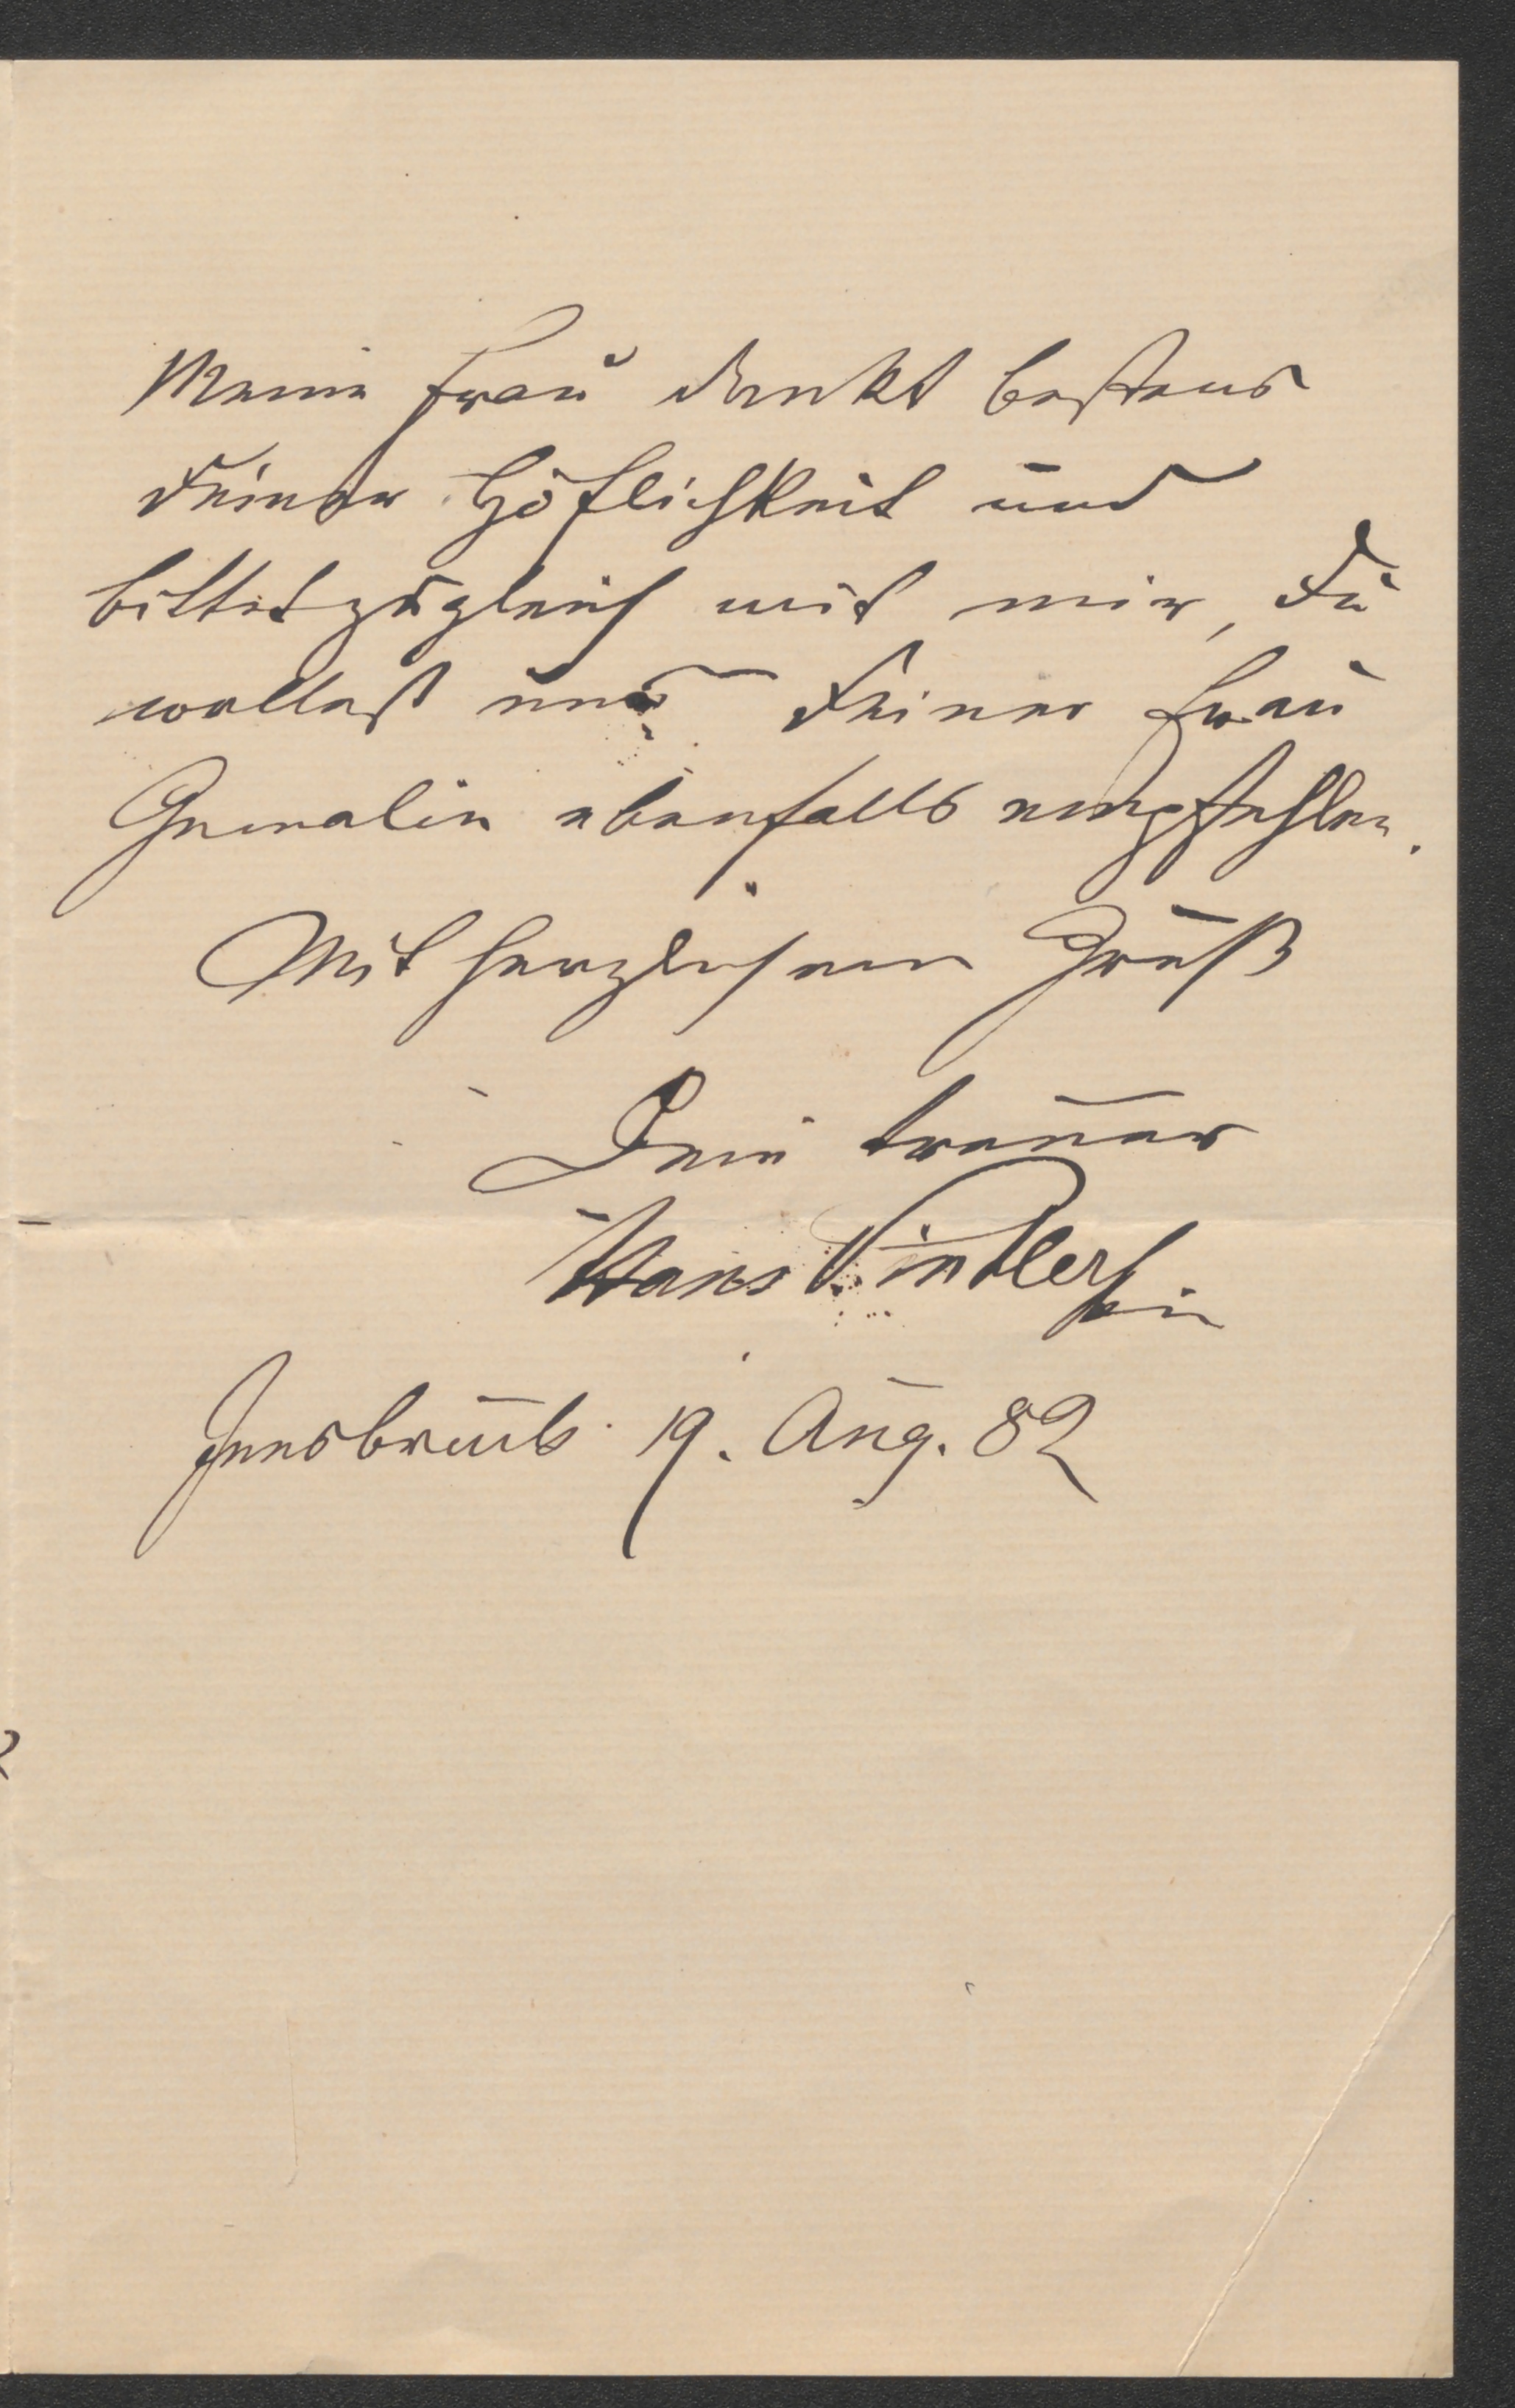 Meine Frau dankt bestens
Deiner Höflichkeit und
bittet zugleich mit mir, Du
wollest uns Deiner Frau
Gemalin ebenfalls empfehlen.
Mit herzlichem Gruß
Dein treuer
Hans Vintler
Innsbruck 19. Aug. 82